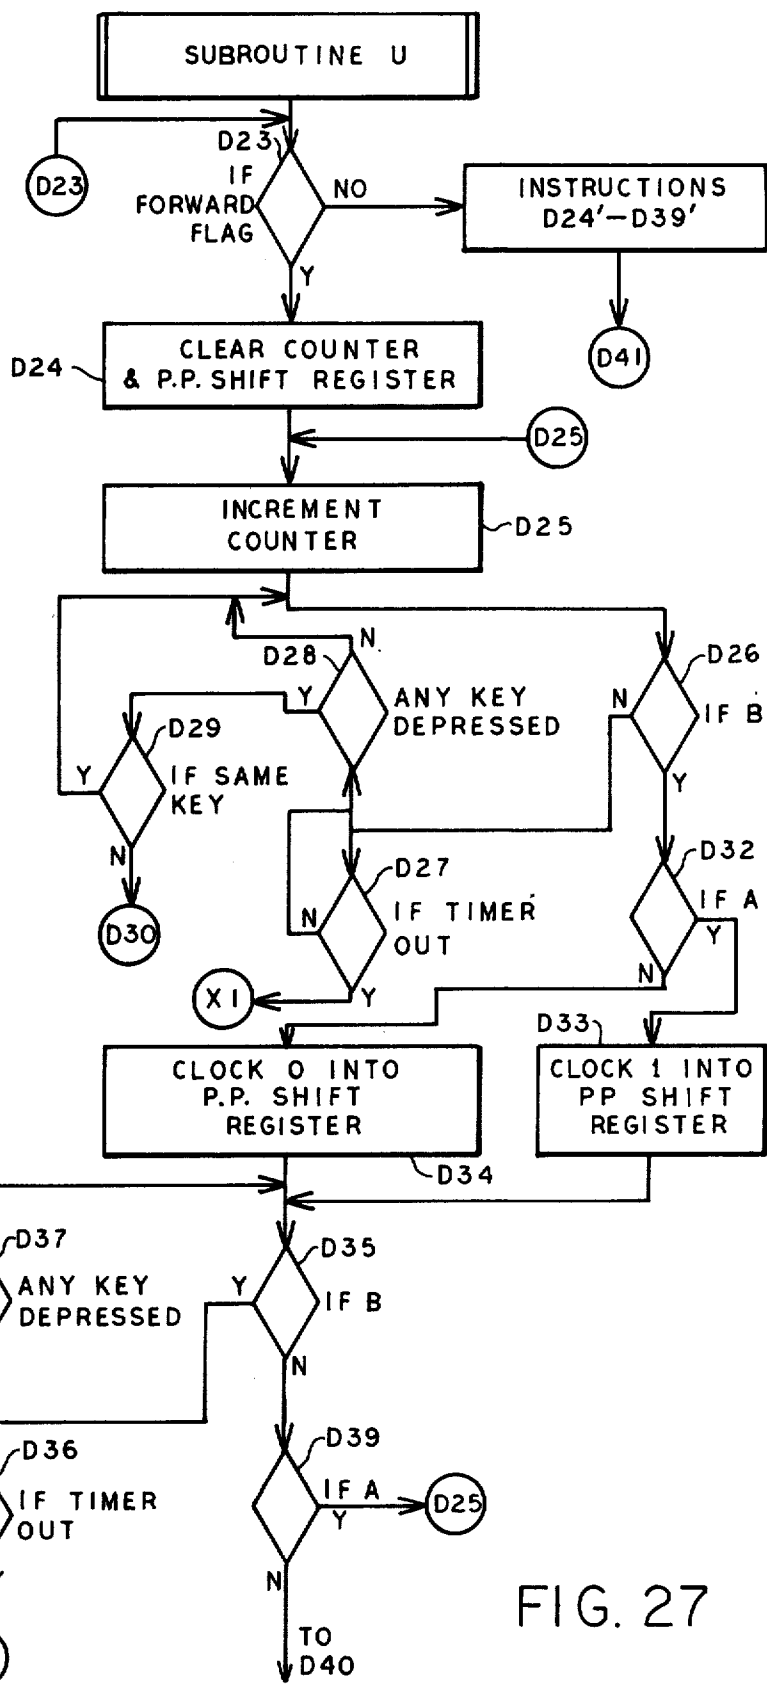 SUBROUTINE U
D23
D23
IF
FORWARD
FLAG
NO
INSTRUCTIONS
D24'-D39'
Y
D41
D24
CLEAR COUNTER
& P.P. SHIFT REGISTER
D25
INCREMENT
COUNTER
D25
N
D28
Y
ANY KEY
DEPRESSED
D26
N
IF B
Y
D29
Y
IF SAME
KEY
N
D30
D27
N
IF TIMER
OUT
Y
X1
D32
IF A
Y
N
D33
CLOCK 0 INTO
P.P. SHIFT
REGISTER
D34
CLOCK 1 INTO
PP SHIFT
REGISTER
D37
ANY KEY
DEPRESSED
D35
Y
IF B
N
D36
IF TIMER
OUT
D39
IF A
Y
D25
N
TO
D40
FIG. 27